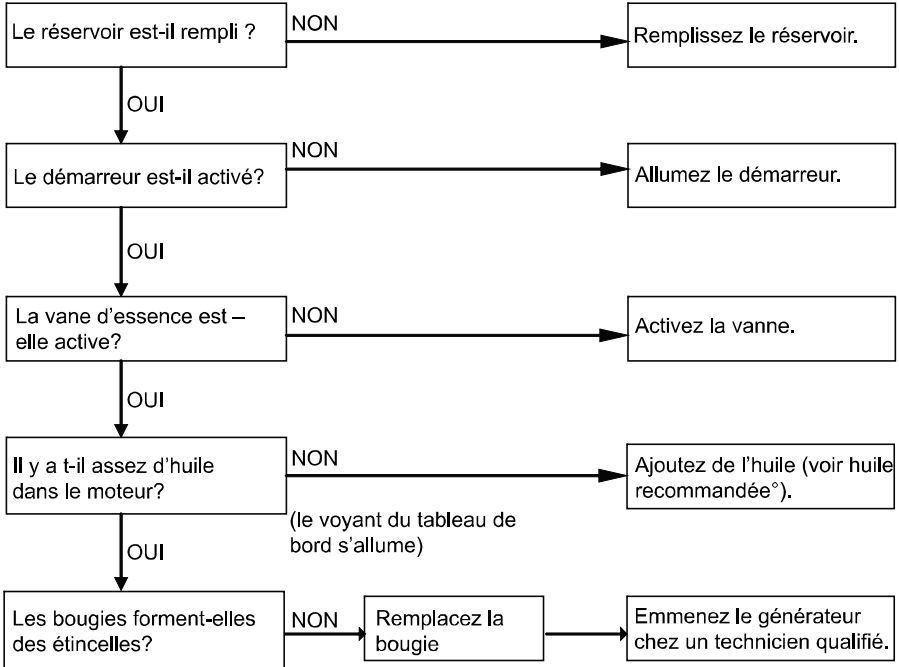 Le réservoir est-il rempli ?
NON
Remplissez le réservoir.
OUI
Le démarreur est-il activé?
NON
Allumez le démarreur.
OUI
La vane d'essence est –
elle active?
NON
Activez la vanne.
OUI
Il y a t-il assez d'huile
dans le moteur?
NON
(le voyant du tableau de
bord s'allume)
Ajoutez de l'huile (voir huile
recommandée°).
OUI
Les bougies forment-elles
des étincelles?
NON
Remplacez la
bougie
Emmenez le générateur
chez un technicien qualifié.